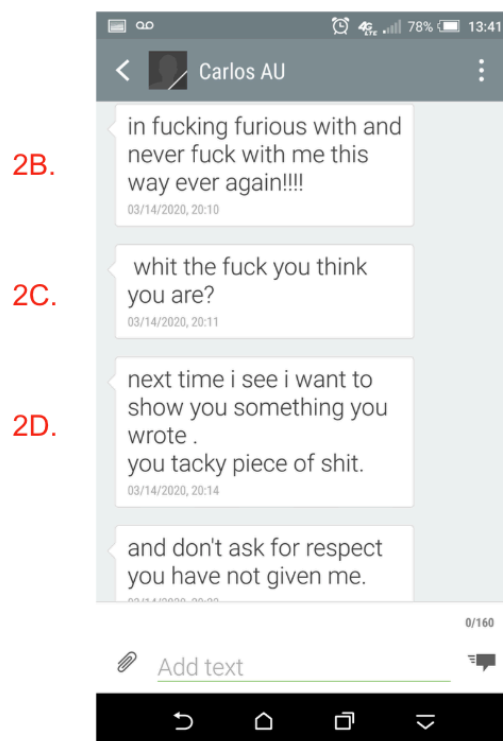 78% 13:41
Carlos AU
2B.
in fucking furious with and
never fuck with me this
way ever again!!!!
03/14/2020, 20:10
2C.
whit the fuck you think
you are?
03/14/2020, 20:11
2D.
next time i see i want to
show you something you
wrote .
you tacky piece of shit.
03/14/2020, 20:14
and don't ask for respect
you have not given me.
0/160
Add text